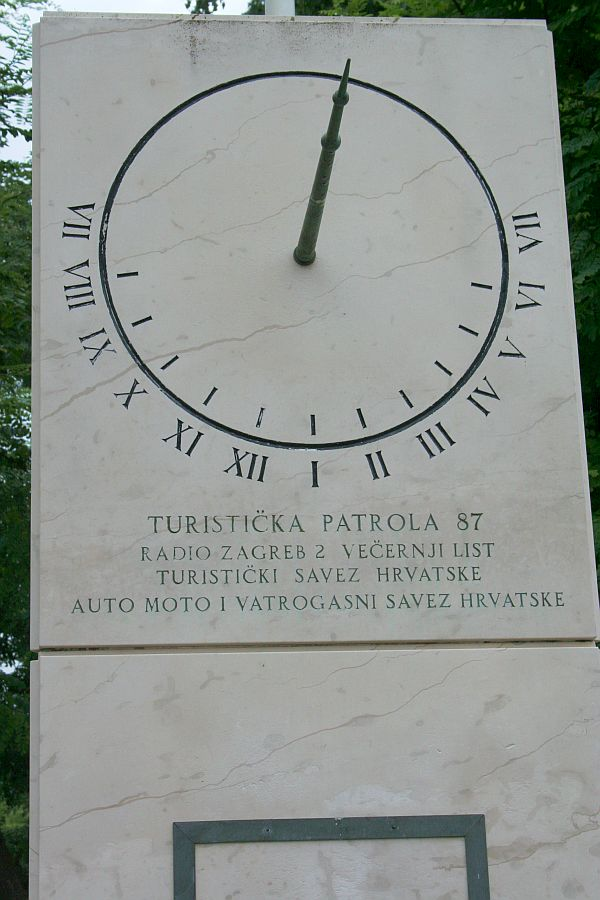 VII
VIII
IX
X
XI
XII
I
II
III
IV
V
VI
VII
TURISTIČKA PATROLA 87
RADIO ZAGREB 2 VEČERNJI LIST
TURISTIČKI SAVEZ HRVATSKE
AUTO MOTO I VATROGASNI SAVEZ HRVATSKE